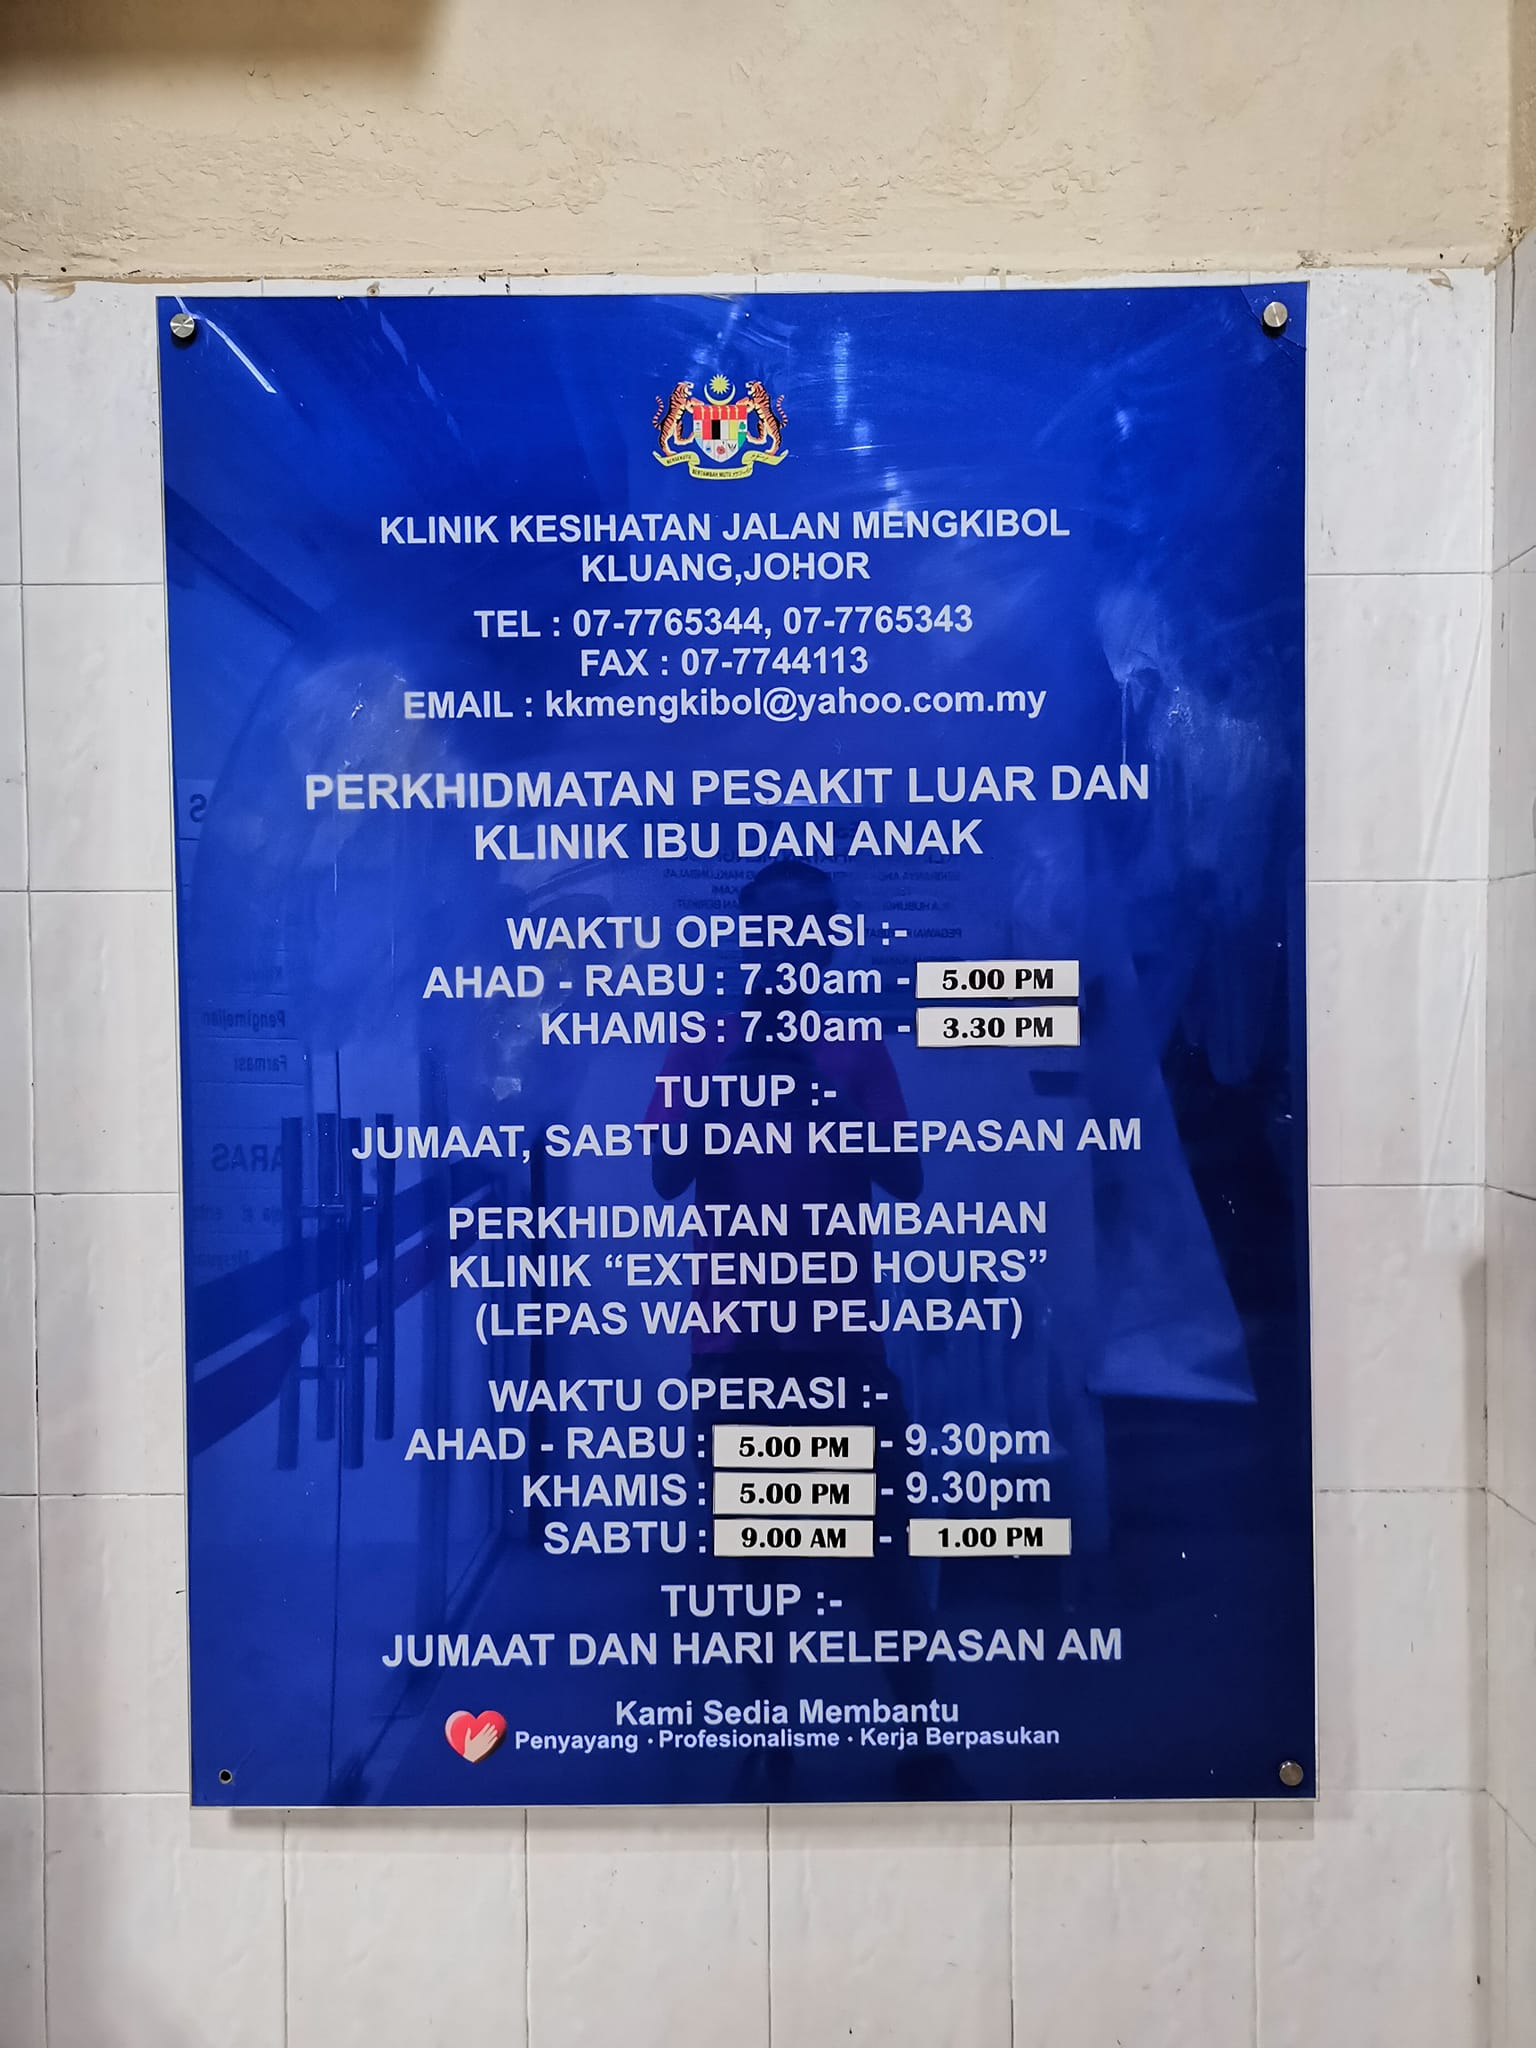 BERSEKUTU BERTAMBAH MUTU
KLINIK KESIHATAN JALAN MENGKIBOL
KLUANG,JOHOR
TEL : 07-7765344, 07-7765343
FAX : 07-7744113
EMAIL : kkmengkibol@yahoo.com.my
PERKHIDMATAN PESAKIT LUAR DAN
KLINIK IBU DAN ANAK
WAKTU OPERASI :-
AHAD - RABU : 7.30am - 5.00 PM
KHAMIS : 7.30am - 3.30 PM
TUTUP :-
JUMAAT, SABTU DAN KELEPASAN AM
PERKHIDMATAN TAMBAHAN
KLINIK “EXTENDED HOURS”
(LEPAS WAKTU PEJABAT)
WAKTU OPERASI :-
AHAD - RABU : 5.00 PM - 9.30pm
KHAMIS : 5.00 PM - 9.30pm
SABTU : 9.00 AM - 1.00 PM
TUTUP :-
JUMAAT DAN HARI KELEPASAN AM
Kami Sedia Membantu
Penyayang · Profesionalisme · Kerja Berpasukan